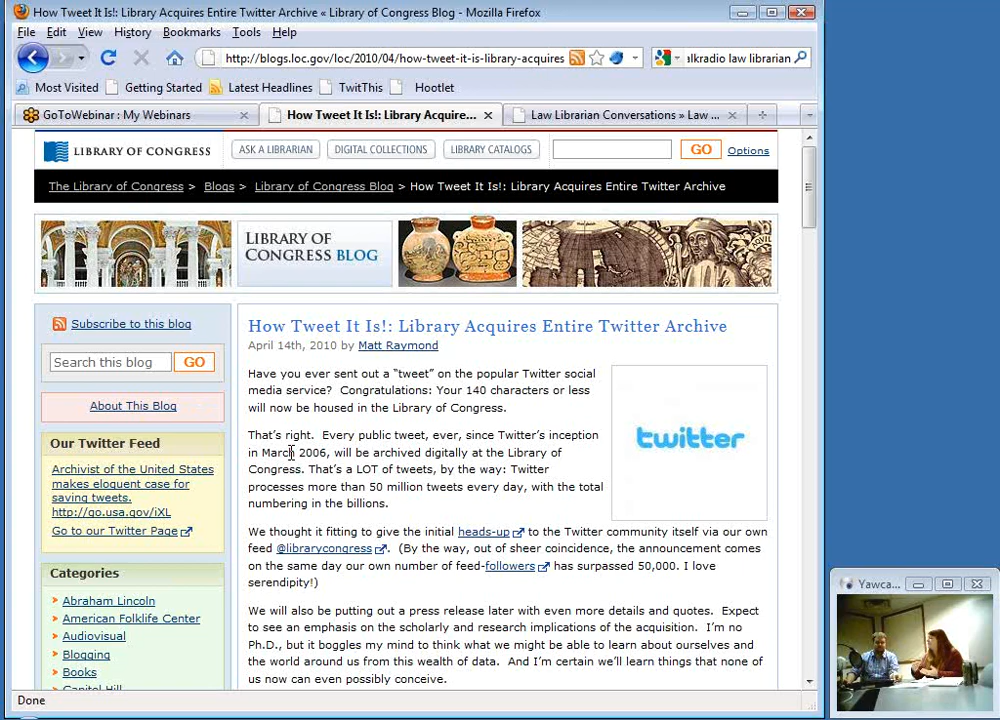 How Tweet It Is!: Library Acquires Entire Twitter Archive « Library of Congress Blog - Mozilla Firefox
File Edit View History Bookmarks Tools Help
http://blogs.loc.gov/loc/2010/04/how-tweet-it-is-library-acquires
lkradio law librarian
Most Visited Getting Started Latest Headlines TwitThis Hootlet
GoToWebinar : My Webinars
How Tweet It Is!: Library Acquire...
Law Librarian Conversations » Law ...
LIBRARY OF CONGRESS
ASK A LIBRARIAN DIGITAL COLLECTIONS LIBRARY CATALOGS GO Options
The Library of Congress > Blogs > Library of Congress Blog > How Tweet It Is!: Library Acquires Entire Twitter Archive
LIBRARY OF
CONGRESS BLOG
Subscribe to this blog
Search this blog GO
About This Blog
Our Twitter Feed
Archivist of the United States
makes eloquent case for
saving tweets.
http://go.usa.gov/iXL
Go to our Twitter Page
Categories
Abraham Lincoln
American Folklife Center
Audiovisual
Blogging
Books
Capitol Hill
How Tweet It Is!: Library Acquires Entire Twitter Archive
April 14th, 2010 by Matt Raymond
Have you ever sent out a “tweet” on the popular Twitter social
media service? Congratulations: Your 140 characters or less
will now be housed in the Library of Congress.
That’s right. Every public tweet, ever, since Twitter’s inception
in March 2006, will be archived digitally at the Library of
Congress. That’s a LOT of tweets, by the way: Twitter
processes more than 50 million tweets every day, with the total
numbering in the billions.
twitter
We thought it fitting to give the initial heads-up to the Twitter community itself via our own
feed @librarycongress. (By the way, out of sheer coincidence, the announcement comes
on the same day our own number of feed-followers has surpassed 50,000. I love
serendipity!)
We will also be putting out a press release later with even more details and quotes. Expect
to see an emphasis on the scholarly and research implications of the acquisition. I’m no
Ph.D., but it boggles my mind to think what we might be able to learn about ourselves and
the world around us from this wealth of data. And I’m certain we’ll learn things that none of
us now can even possibly conceive.
Done
Yawca...